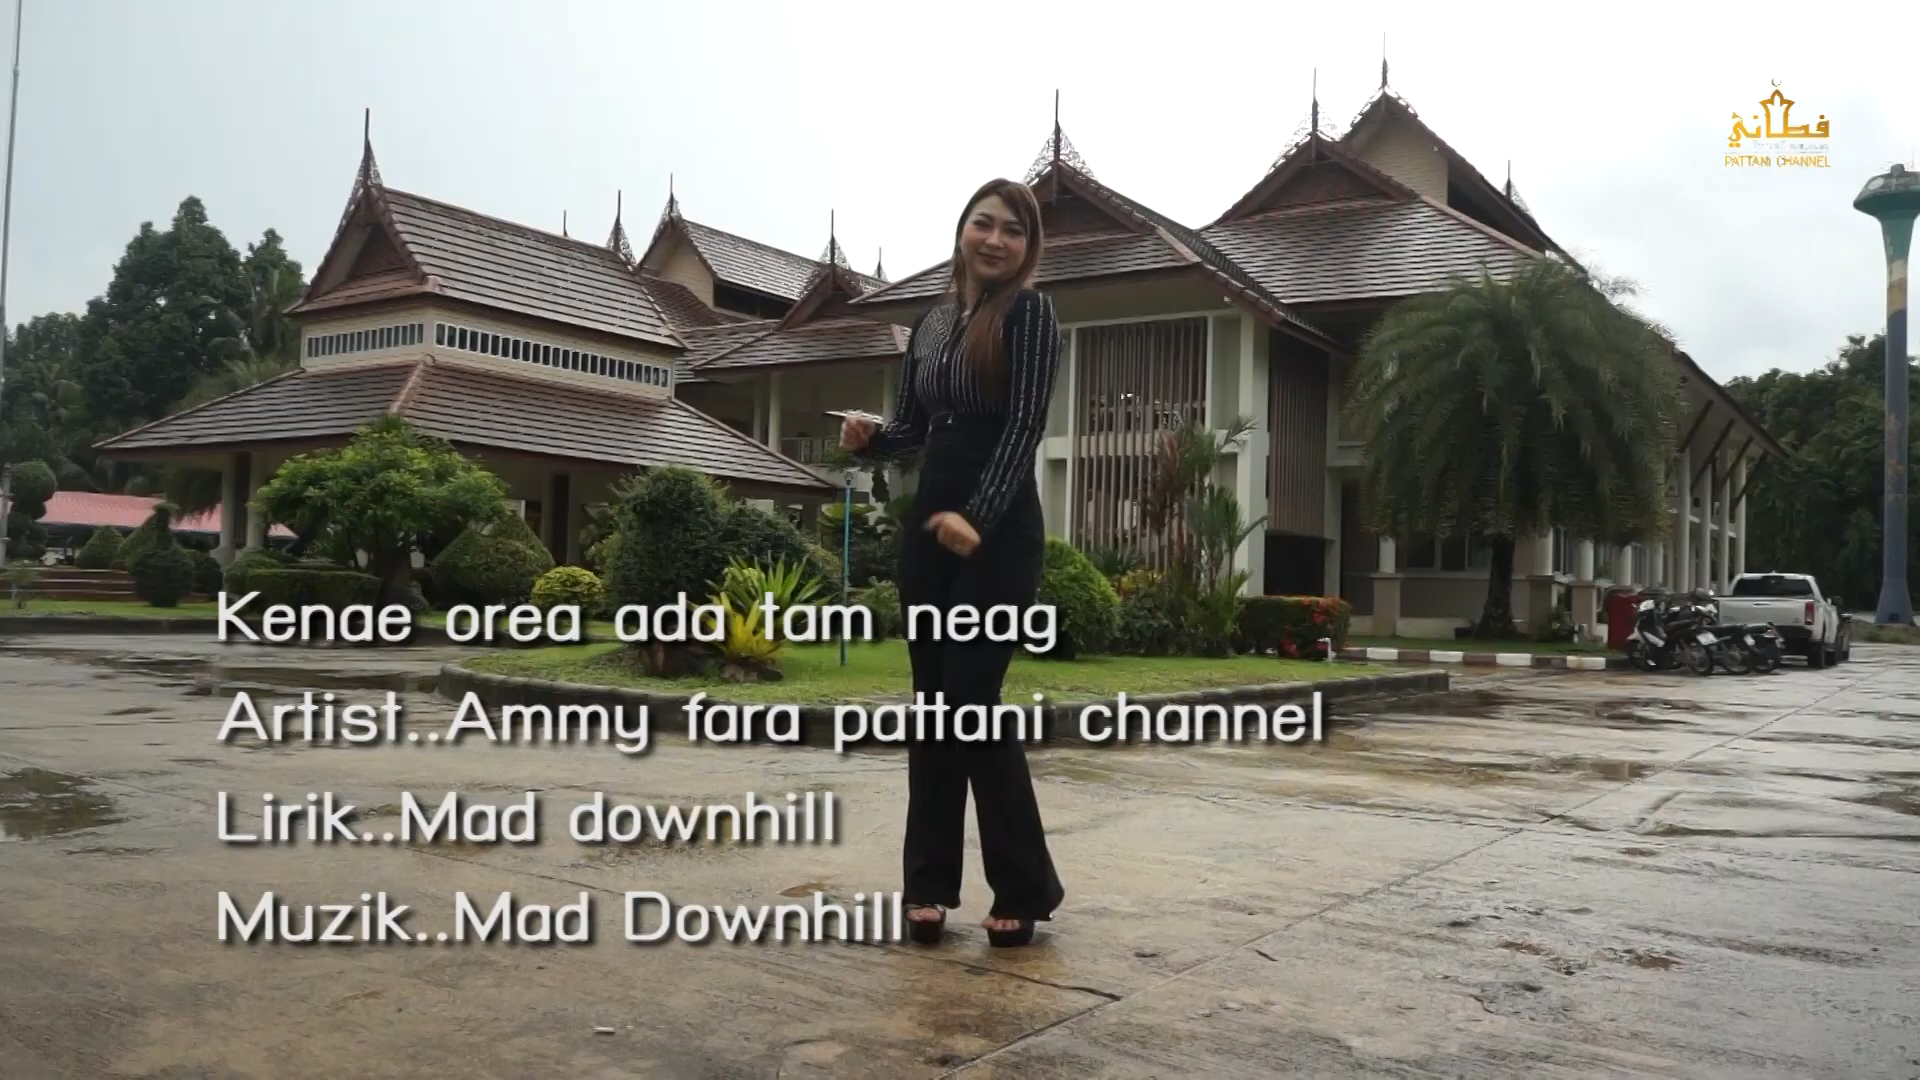 فطاني
PATTANI CHANNEL
Kenae orea ada tam neag
Artist..Ammy fara pattani channel
Lirik..Mad downhill
Muzik..Mad Downhill